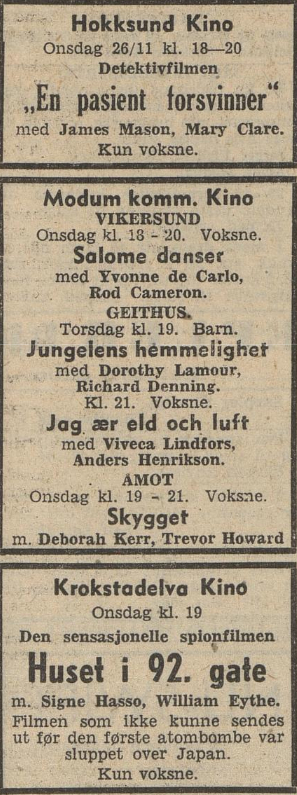 Hokksund Kino
Onsdag 26/11 kl. 18—20
Detektivfilmen
„En pasient forsvinner“
med James Mason, Mary Clare.
Kun voksne.
Modum komm. Kino
VIKERSUND
Onsdag kl. 18 - 20. Voksne.
Salome danser
med Yvonne de Carlo,
Rod Cameron.
GEITHUS.
Torsdag kl. 19. Barn.
Jungelens hemmelighet
med Dorothy Lamour,
Richard Denning.
Kl. 21. Voksne.
Jag ær eld och luft
med Viveca Lindfors,
Anders Henrikson.
ÅMOT
Onsdag kl. 19 - 21. Voksne.
Skygget
m. Deborah Kerr, Trevor Howard
Krokstadelva Kino
Onsdag kl. 19
Den sensasjonelle spionfilmen
Huset i 92. gate
m. Signe Hasso, William Eythe.
Filmen som ikke kunne sendes
ut før den første atombombe var
sluppet over Japan.
Kun voksne.